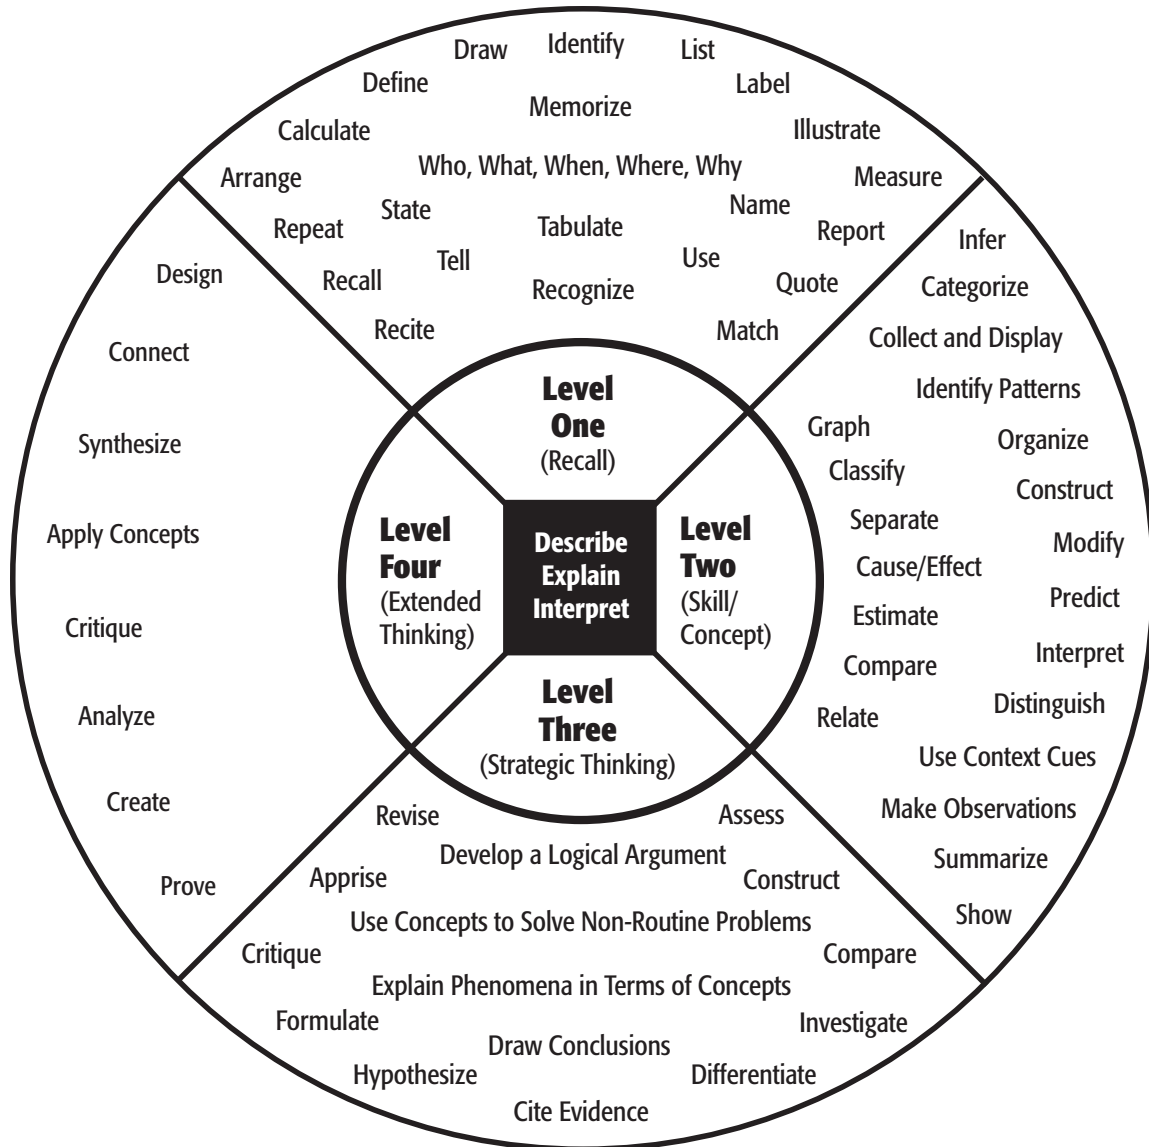 Draw
Identify
List
Define
Label
Memorize
Calculate
Illustrate
Who, What, When, Where, Why
Arrange
Measure
State
Name
Repeat
Tabulate
Report
Tell
Use
Recall
Recognize
Quote
Recite
Match
Level
One
(Recall)
Infer
Categorize
Collect and Display
Identify Patterns
Graph
Organize
Classify
Construct
Separate
Modify
Cause/Effect
Predict
Estimate
Interpret
Compare
Distinguish
Relate
Use Context Cues
Make Observations
Summarize
Show
Level
Two
(Skill/
Concept)
Describe
Explain
Interpret
Level
Four
(Extended
Thinking)
Design
Connect
Synthesize
Apply Concepts
Critique
Analyze
Create
Prove
Level
Three
(Strategic Thinking)
Revise
Assess
Develop a Logical Argument
Apprise
Construct
Use Concepts to Solve Non-Routine Problems
Critique
Compare
Explain Phenomena in Terms of Concepts
Formulate
Investigate
Draw Conclusions
Hypothesize
Differentiate
Cite Evidence